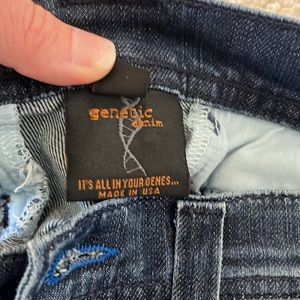 genetic
denim
IT'S ALL IN YOUR GENES...
MADE IN USA